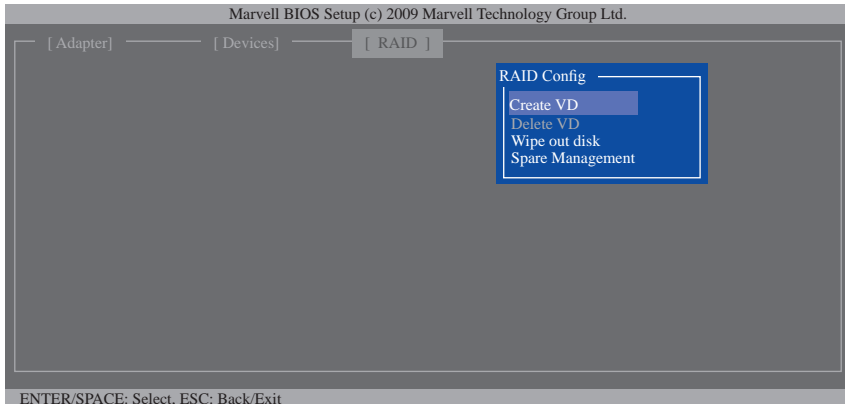 Marvell BIOS Setup (c) 2009 Marvell Technology Group Ltd.
[ Adapter] [ Devices] [ RAID ]
RAID Config
Create VD
Delete VD
Wipe out disk
Spare Management
ENTER/SPACE: Select, ESC: Back/Exit